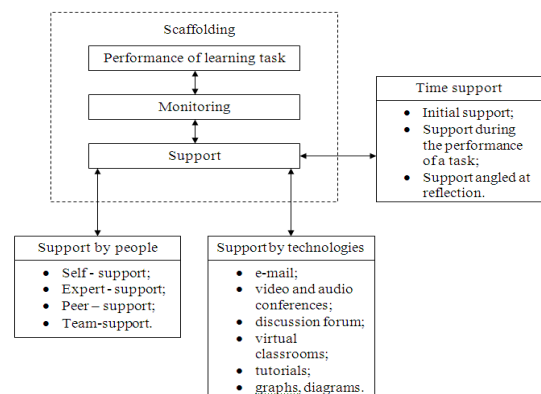 Scaffolding
Performance of learning task
Monitoring
Support
Time support
• Initial support;
• Support during
the performance
of a task;
• Support angled at
reflection.
Support by people
• Self - support;
• Expert - support;
• Peer – support;
• Team-support.
Support by technologies
• e-mail;
• video and audio
conferences;
• discussion forum;
• virtual
classrooms;
• tutorials;
• graphs, diagrams.